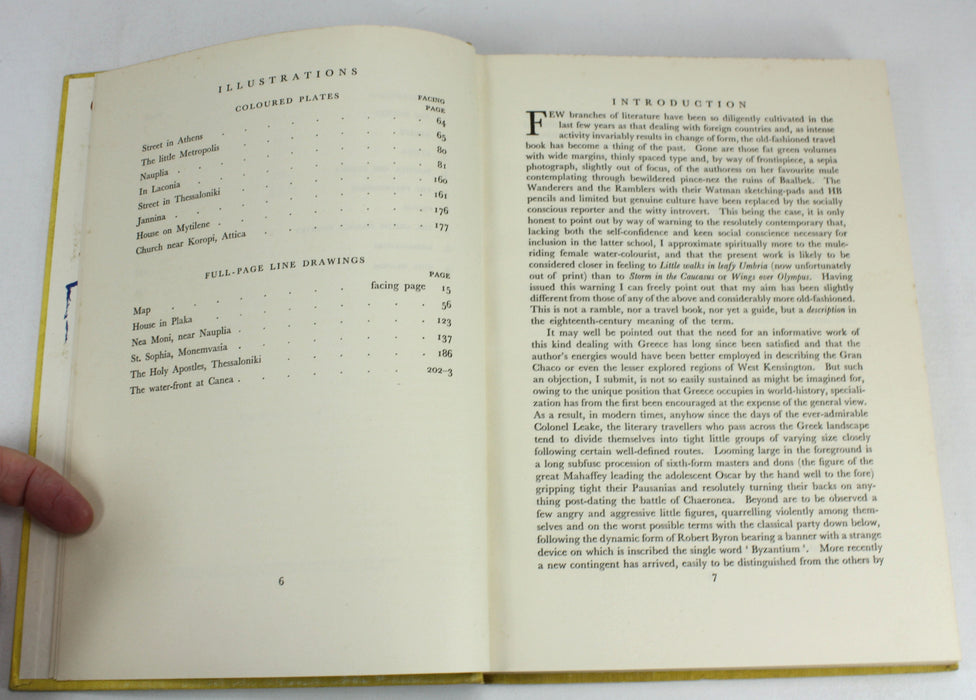 ILLUSTRATIONS
COLOURED PLATES
FACING
PAGE
Street in Athens . . . . . . . 64
The little Metropolis . . . . . . . 65
Nauplia . . . . . . . . 80
In Laconia . . . . . . . . 81
Street in Thessaloniki . . . . . . . 160
Jannina . . . . . . . . 161
House on Mytilene . . . . . . . 176
Church near Koropi, Attica . . . . . . 177
FULL-PAGE LINE DRAWINGS
PAGE
Map . . . . . . facing page 15
House in Plaka . . . . . . . 56
Nea Moni, near Nauplia . . . . . . 123
St. Sophia, Monemvasia . . . . . . 137
The Holy Apostles, Thessaloniki . . . . . 186
The water-front at Canea . . . . . . 202-3
6
INTRODUCTION
FEW branches of literature have been so diligently cultivated in the
last few years as that dealing with foreign countries and, as intense
activity invariably results in change of form, the old-fashioned travel
book has become a thing of the past. Gone are those fat green volumes
with wide margins, thinly spaced type and, by way of frontispiece, a sepia
photograph, slightly out of focus, of the authoress on her favourite mule
contemplating through bewildered pince-nez the ruins of Baalbek. The
Wanderers and the Ramblers with their Watman sketching-pads and HB
pencils and limited but genuine culture have been replaced by the socially
conscious reporter and the witty introvert. This being the case, it is only
honest to point out by way of warning to the resolutely contemporary that,
lacking both the self-confidence and keen social conscience necessary for
inclusion in the latter school, I approximate spiritually more to the mule-
riding female water-colourist, and that the present work is likely to be
considered closer in feeling to Little walks in leafy Umbria (now unfortunately
out of print) than to Storm in the Caucasus or Wings over Olympus. Having
issued this warning I can freely point out that my aim has been slightly
different from those of any of the above and considerably more old-fashioned.
This is not a ramble, nor a travel book, nor yet a guide, but a description in
the eighteenth-century meaning of the term.
It may well be pointed out that the need for an informative work of
this kind dealing with Greece has long since been satisfied and that the
author's energies would have been better employed in describing the Gran
Chaco or even the lesser explored regions of West Kensington. But such
an objection, I submit, is not so easily sustained as might be imagined for,
owing to the unique position that Greece occupies in world-history, speciali-
zation has from the first been encouraged at the expense of the general view.
As a result, in modern times, anyhow since the days of the ever-admirable
Colonel Leake, the literary travellers who pass across the Greek landscape
tend to divide themselves into tight little groups of varying size closely
following certain well-defined routes. Looming large in the foreground is
a long subfusc procession of sixth-form masters and dons (the figure of the
great Mahaffey leading the adolescent Oscar by the hand well to the fore)
gripping tight their Pausanias and resolutely turning their backs on any-
thing post-dating the battle of Chaeronea. Beyond are to be observed a
few angry and aggressive little figures, quarrelling violently among them-
selves and on the worst possible terms with the classical party down below,
following the dynamic form of Robert Byron bearing a banner with a strange
device on which is inscribed the single word ' Byzantium '. More recently
a new contingent has arrived, easily to be distinguished from the others by
7